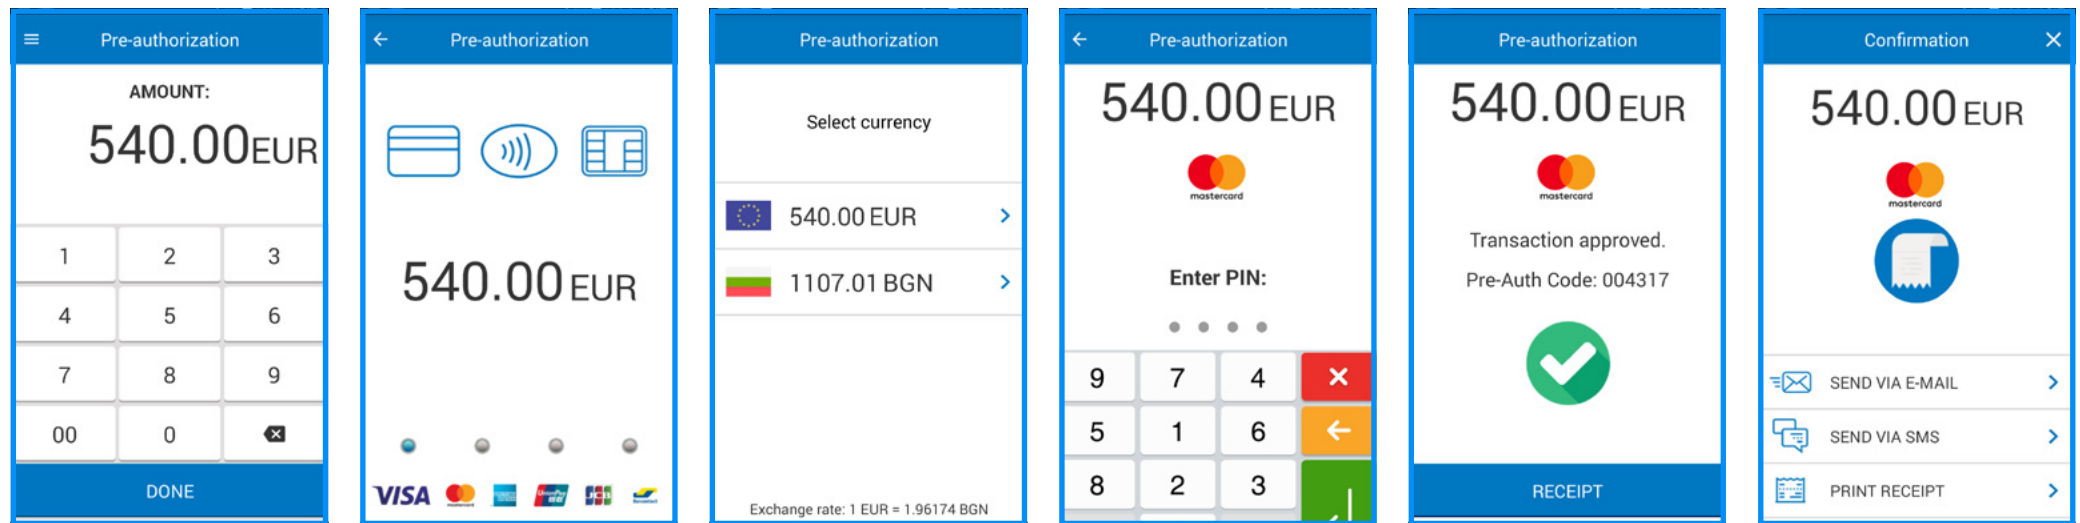 Pre-authorization
AMOUNT:
540.00EUR
1 2 3
4 5 6
7 8 9
00 0
DONE
Pre-authorization
540.00 EUR
VISA mastercard UnionPay JCB Bancontact
Pre-authorization
Select currency
540.00 EUR
1107.01 BGN
Exchange rate: 1 EUR = 1.96174 BGN
Pre-authorization
540.00 EUR
mastercard
Enter PIN:
9 7 4
5 1 6
8 2 3
Pre-authorization
540.00 EUR
mastercard
Transaction approved.
Pre-Auth Code: 004317
RECEIPT
Confirmation
540.00 EUR
mastercard
SEND VIA E-MAIL
SEND VIA SMS
PRINT RECEIPT